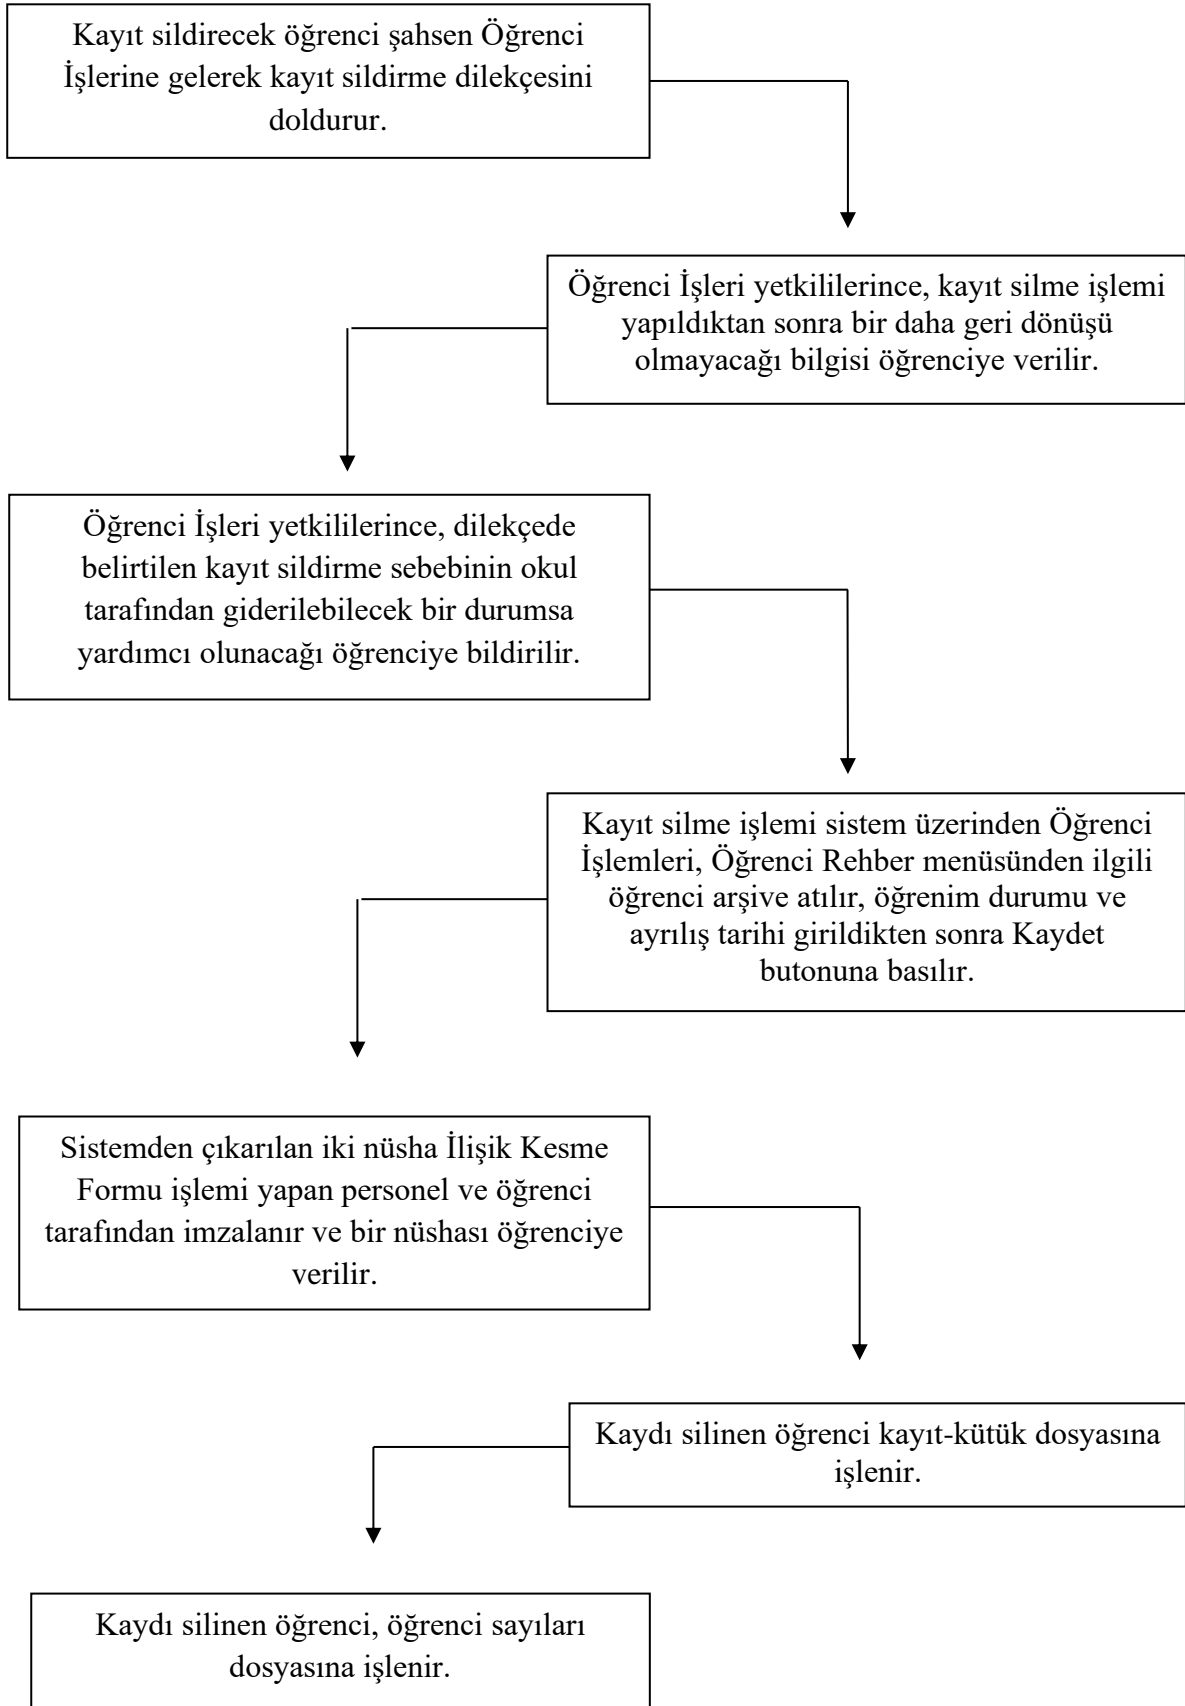 Kayıt sildirecek öğrenci şahsen Öğrenci
İşlerine gelerek kayıt sildirme dilekçesini
doldurur.
Öğrenci İşleri yetkililerince, kayıt silme işlemi
yapıldıktan sonra bir daha geri dönüşü
olmayacağı bilgisi öğrenciye verilir.
Öğrenci İşleri yetkililerince, dilekçede
belirtilen kayıt sildirme sebebinin okul
tarafından giderilebilecek bir durumsa
yardımcı olunacağı öğrenciye bildirilir.
Kayıt silme işlemi sistem üzerinden Öğrenci
İşlemleri, Öğrenci Rehber menüsünden ilgili
öğrenci arşive atılır, öğrenim durumu ve
ayrılış tarihi girildikten sonra Kaydet
butonuna basılır.
Sistemden çıkarılan iki nüsha İlişik Kesme
Formu işlemi yapan personel ve öğrenci
tarafından imzalanır ve bir nüshası öğrenciye
verilir.
Kaydı silinen öğrenci kayıt-kütük dosyasına
işlenir.
Kaydı silinen öğrenci, öğrenci sayıları
dosyasına işlenir.